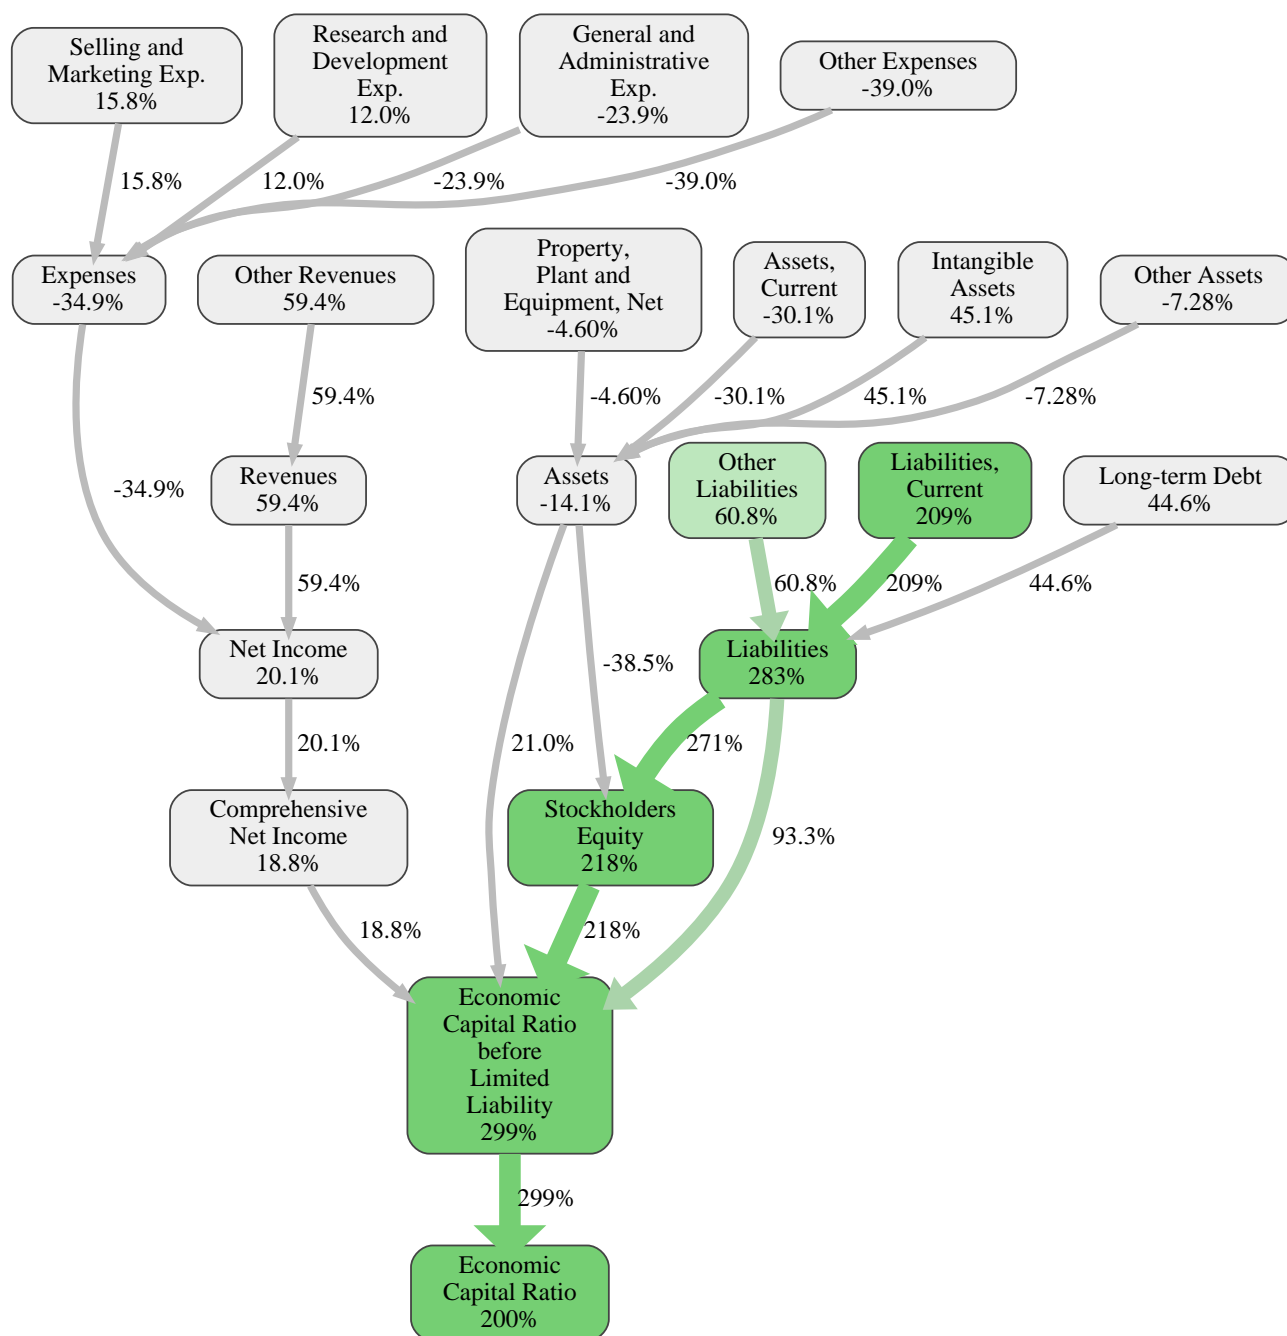 Selling and
Marketing Exp.
15.8%
Research and
Development
Exp.
12.0%
General and
Administrative
Exp.
-23.9%
Other Expenses
-39.0%
15.8%
12.0%
-23.9%
-39.0%
Expenses
-34.9%
Other Revenues
59.4%
Property,
Plant and
Equipment, Net
-4.60%
Assets,
Current
-30.1%
Intangible
Assets
45.1%
Other Assets
-7.28%
59.4%
-4.60%
-30.1%
45.1%
-7.28%
-34.9%
Revenues
59.4%
Assets
-14.1%
Other
Liabilities
60.8%
Liabilities,
Current
209%
Long-term Debt
44.6%
59.4%
60.8%
209%
44.6%
Net Income
20.1%
-38.5%
Liabilities
283%
20.1%
21.0%
271%
Comprehensive
Net Income
18.8%
Stockholders
Equity
218%
93.3%
18.8%
218%
Economic
Capital Ratio
before
Limited
Liability
299%
299%
Economic
Capital Ratio
200%